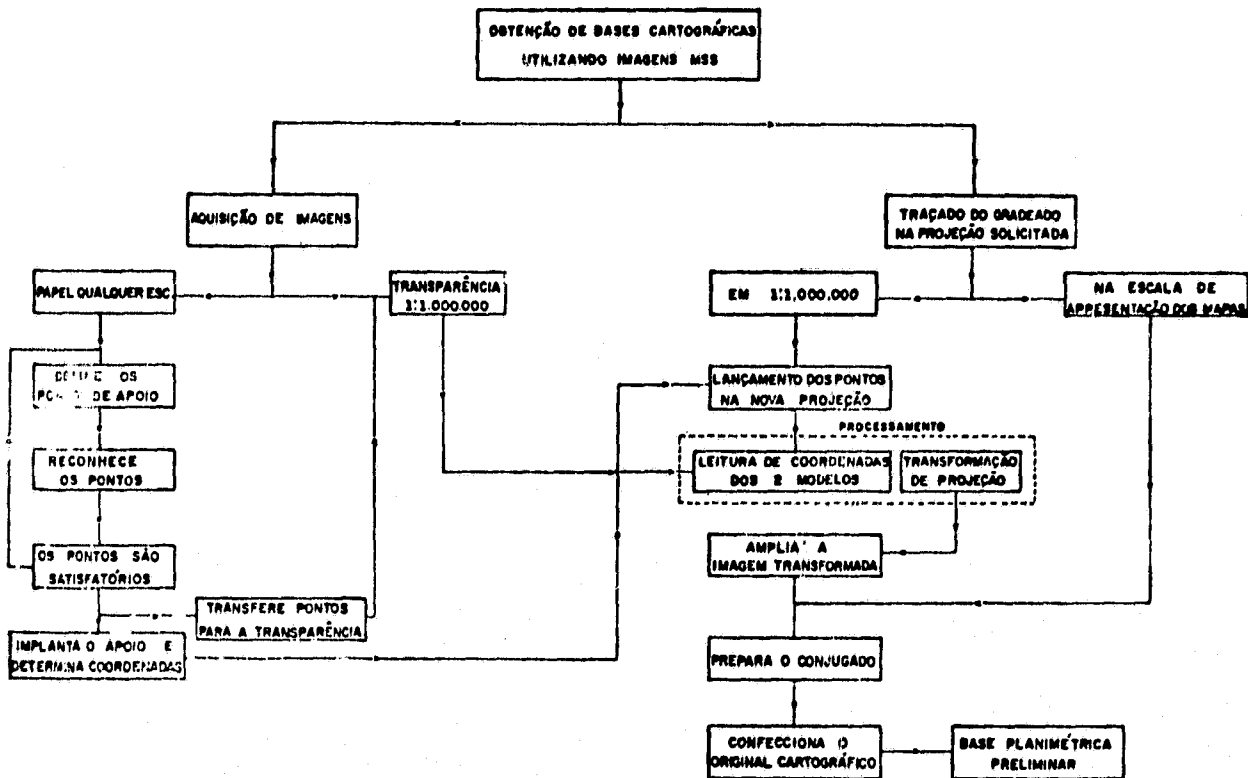 OBTENÇÃO DE BASES CARTOGRÁFICAS
UTILIZANDO IMAGENS MSS
AQUISIÇÃO DE IMAGENS
TRAÇADO DO GRADEADO
NA PROJEÇÃO SOLICITADA
PAPEL QUALQUER ESC.
TRANSPARÊNCIA
1:1.000.000
EM 1:1,000,000
NA ESCALA DE
APRESENTAÇÃO DOS MAPAS
OS
DE APOIO
LANÇAMENTO DOS PONTOS
NA NOVA PROJEÇÃO
PROCESSAMENTO
RECONHECE
OS PONTOS
LEITURA DE COORDENADAS
DOS 2 MODELOS
TRANSFORMAÇÃO
DE PROJEÇÃO
OS PONTOS SÃO
SATISFATÓRIOS
A
IMAGEM TRANSFORMADA
TRANSFERE PONTOS
PARA A TRANSPARÊNCIA
IMPLANTA O APOIO E
DETERMINA COORDENADAS
PREPARA O CONJUGADO
CONFECCIONA O
ORIGINAL CARTOGRÁFICO
BASE PLANIMÉTRICA
PRELIMINAR